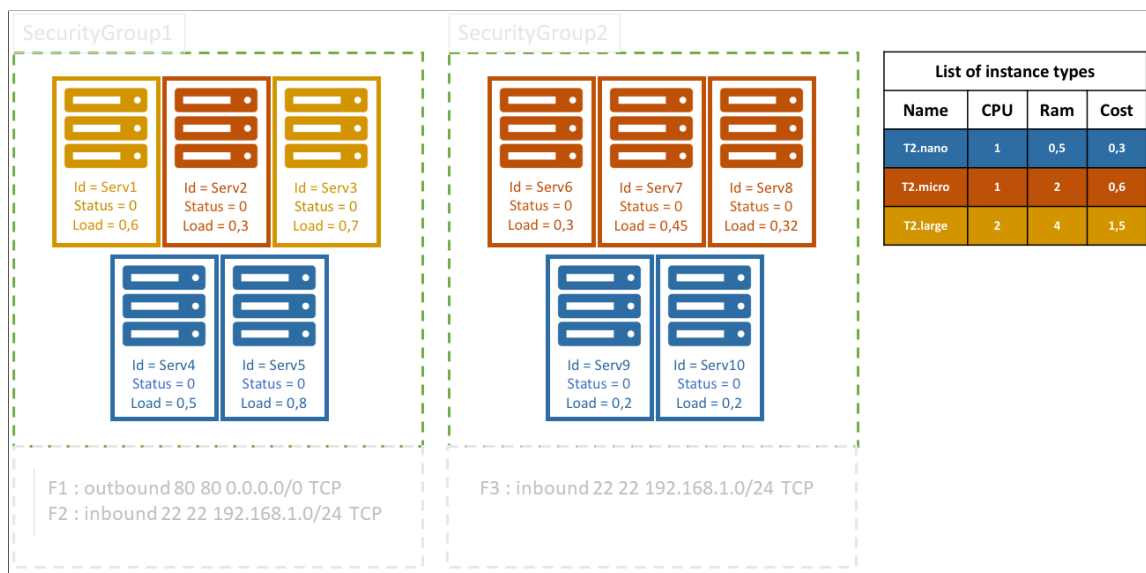 SecurityGroup1
SecurityGroup2
Id = Serv1
Status = 0
Load = 0,6
Id = Serv2
Status = 0
Load = 0,3
Id = Serv3
Status = 0
Load = 0,7
Id = Serv4
Status = 0
Load = 0,5
Id = Serv5
Status = 0
Load = 0,8
F1 : outbound 80 80 0.0.0.0/0 TCP
F2 : inbound 22 22 192.168.1.0/24 TCP
Id = Serv6
Status = 0
Load = 0,3
Id = Serv7
Status = 0
Load = 0,45
Id = Serv8
Status = 0
Load = 0,32
Id = Serv9
Status = 0
Load = 0,2
Id = Serv10
Status = 0
Load = 0,2
F3 : inbound 22 22 192.168.1.0/24 TCP
List of instance types
Name CPU Ram Cost
T2.nano 1 0,5 0,3
T2.micro 1 2 0,6
T2.large 2 4 1,5